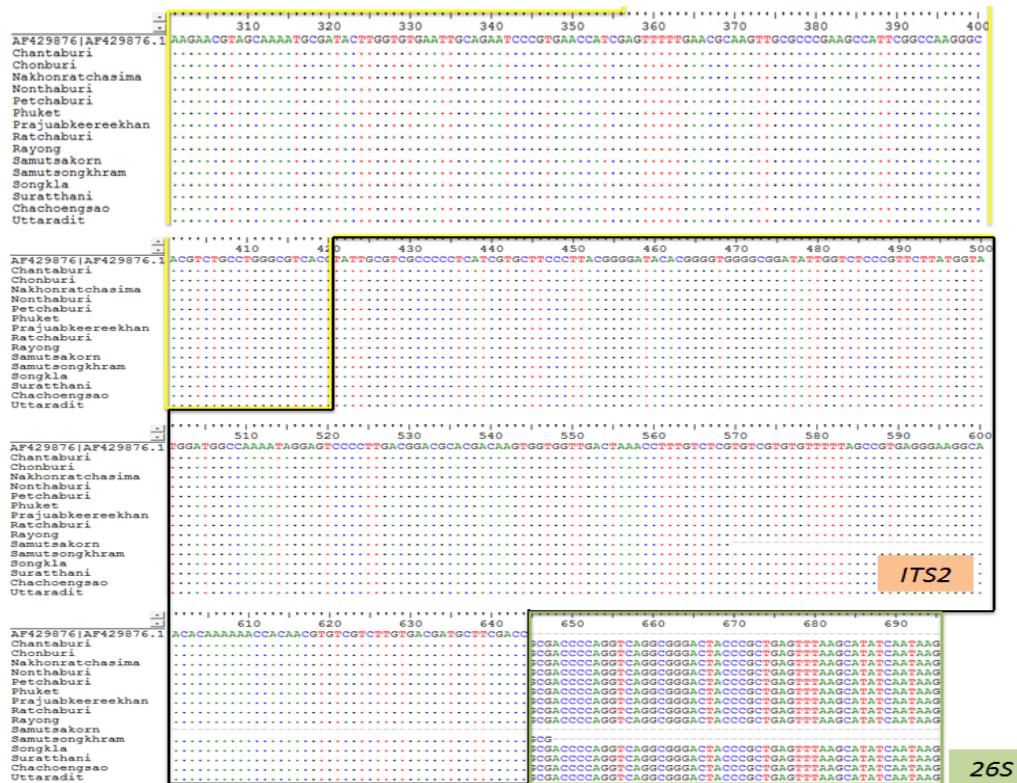 310 320 330 340 350 360 370 380 390 400
AF429876|AF429876.1 AAGAACGTAGCAAAATGCGATACTTGGTGTGAATTGCAGAATCCCGTGAACCATCGAGTTTTTGAACGCAAGTTGCGCCCGAAGCCATTCGGCCAAGGGC
Chantaburi
Chonburi
Nakhonratchasima
Nonthaburi
Petchaburi
Phuket
Prajuabkeereekhan
Ratchaburi
Rayong
Samutsakorn
Samutsongkhram
Songkla
Suratthani
Chachoengsao
Uttaradit
410 420 430 440 450 460 470 480 490 500
AF429876|AF429876.1 ACGTCTGCCTGGGCGTCACGTATTGCGTCGCCCCCTCATCGTGCTTCCCTTACGGGGATACACGGGGTGGGGCGGATATTGGTCTCCCGTTCTTATGGTA
Chantaburi
Chonburi
Nakhonratchasima
Nonthaburi
Petchaburi
Phuket
Prajuabkeereekhan
Ratchaburi
Rayong
Samutsakorn
Samutsongkhram
Songkla
Suratthani
Chachoengsao
Uttaradit
510 520 530 540 550 560 570 580 590 600
AF429876|AF429876.1 TGGATGGCCAAAATAGGAGTCCCCTTGACGGACGCACGACAAGTGGTGGTTGACTAAACCTTTGTCTCGTGTCGTGTGTTTTTAGCCGTGAGGGAAGGCA
Chantaburi
Chonburi
Nakhonratchasima
Nonthaburi
Petchaburi
Phuket
Prajuabkeereekhan
Ratchaburi
Rayong
Samutsakorn
Samutsongkhram
Songkla
Suratthani
Chachoengsao
Uttaradit
ITS2
610 620 630 640 650 660 670 680 690
AF429876|AF429876.1 ACACAAAAAACCACAACGTGTCGTCTTGTGACGATGCTTCGACC
Chantaburi GCGACCCCAGGTCAGGCGGGACTACCCGCTGAGTTTAAGCATATCAATAAG
Chonburi GCGACCCCAGGTCAGGCGGGACTACCCGCTGAGTTTAAGCATATCAATAAG
Nakhonratchasima GCGACCCCAGGTCAGGCGGGACTACCCGCTGAGTTTAAGCATATCAATAAG
Nonthaburi GCGACCCCAGGTCAGGCGGGACTACCCGCTGAGTTTAAGCATATCAATAAG
Petchaburi GCGACCCCAGGTCAGGCGGGACTACCCGCTGAGTTTAAGCATATCAATAAG
Phuket GCGACCCCAGGTCAGGCGGGACTACCCGCTGAGTTTAAGCATATCAATAAG
Prajuabkeereekhan GCGACCCCAGGTCAGGCGGGACTACCCGCTGAGTTTAAGCATATCAATAAG
Ratchaburi GCGACCCCAGGTCAGGCGGGACTACCCGCTGAGTTTAAGCATATCAATAAG
Rayong GCGACCCCAGGTCAGGCGGGACTACCCGCTGAGTTTAAGCATATCAATAAG
Samutsakorn
Samutsongkhram GCG
Songkla GCGACCCCAGGTCAGGCGGGACTACCCGCTGAGTTTAAGCATATCAATAAG
Suratthani GCGACCCCAGGTCAGGCGGGACTACCCGCTGAGTTTAAGCATATCAATAAG
Chachoengsao GCGACCCCAGGTCAGGCGGGACTACCCGCTGAGTTTAAGCATATCAATAAG
Uttaradit GCGACCCCAGGTCAGGCGGGACTACCCGCTGAGTTTAAGCATATCAATAAG
26S